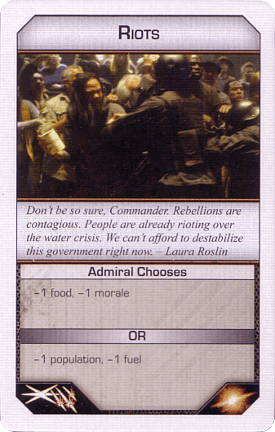 Riots
Don't be so sure, Commander. Rebellions are
contagious. People are already rioting over
the water crisis. We can't afford to destabilize
this government right now. – Laura Roslin
Admiral Chooses
−1 food, −1 morale
OR
−1 population, −1 fuel